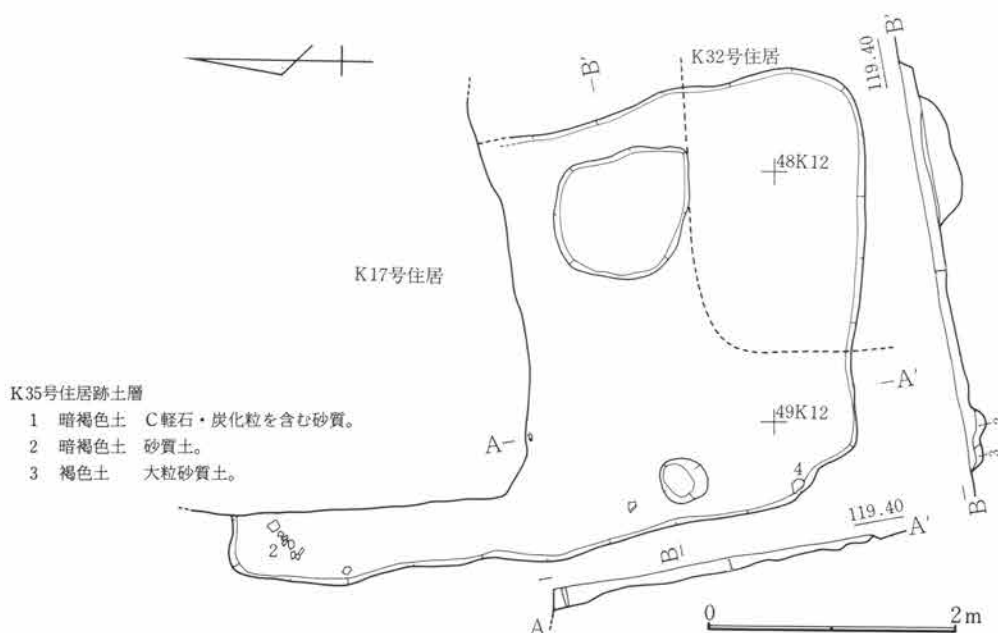 K32号住居
B'
B'
119.40
48K12
K17号住居
A'
K35号住居跡土層
1 暗褐色土 C軽石・炭化粒を含む砂質。
2 暗褐色土 砂質土。
3 褐色土 大粒砂質土。
49K12
A
2
3
4
B
119.40
A'
2
B
1
A
0 2m